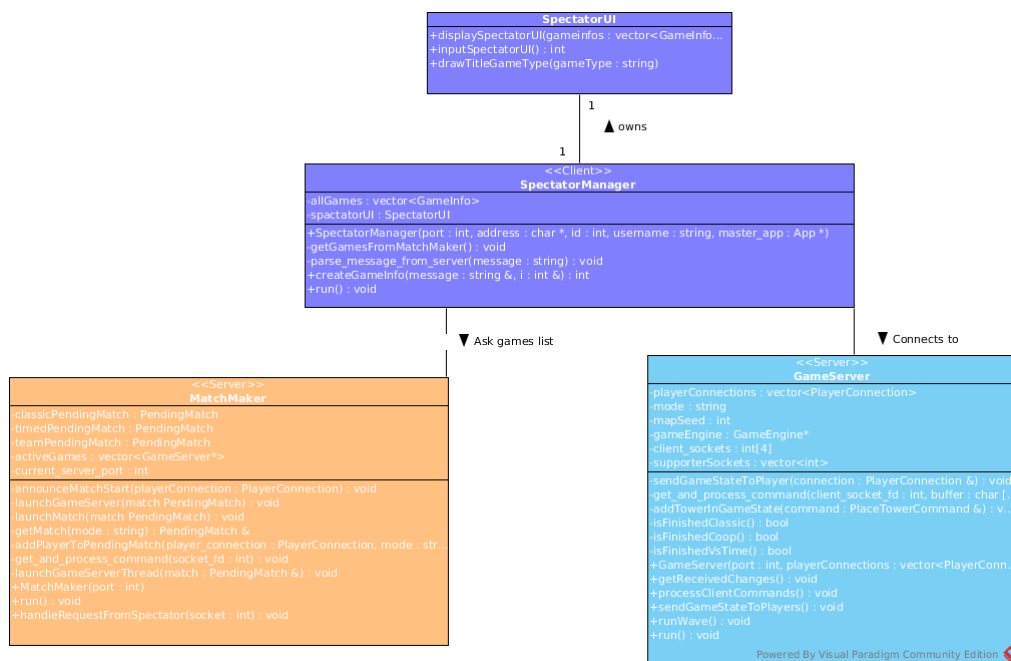 SpectatorUI
+displaySpectatorUI(gameinfos : vector<GameInfo...
+inputSpectatorUI() : int
+drawTitleGameType(gameType : string)
1
owns
1
<<Client>>
SpectatorManager
-allGames : vector<GameInfo>
-spactatorUI : SpectatorUI
+SpectatorManager(port : int, address : char *, id : int, username : string, master_app : App *)
-getGamesFromMatchMaker() : void
-parse_message_from_server(message : string) : void
+createGameInfo(message : string &, i : int &) : int
+run() : void
Ask games list
Connects to
<<Server>>
MatchMaker
-classicPendingMatch : PendingMatch
-timedPendingMatch : PendingMatch
-teamPendingMatch : PendingMatch
-activeGames : vector<GameServer*>
-current_server_port : int
-announceMatchStart(playerConnection : PlayerConnection) : void
-launchGameServer(match PendingMatch) : void
-launchMatch(match PendingMatch) : void
-getMatch(mode : string) : PendingMatch &
-addPlayerToPendingMatch(player_connection : PlayerConnection, mode : str...
-get_and_process_command(socket_fd : int) : void
-launchGameServerThread(match : PendingMatch &) : void
+MatchMaker(port : int)
+run() : void
+handleRequestFromSpectator(socket : int) : void
<<Server>>
GameServer
-playerConnections : vector<PlayerConnection>
-mode : string
-mapSeed : int
-gameEngine : GameEngine*
-client_sockets : int[4]
-supporterSockets : vector<int>
-sendGameStateToPlayer(connection : PlayerConnection &) : void
-get_and_process_command(client_socket_fd : int, buffer : char [...
-addTowerInGameState(command : PlaceTowerCommand &) : v...
-isFinishedClassic() : bool
-isFinishedCoop() : bool
-isFinishedVsTime() : bool
+GameServer(port : int, playerConnections : vector<PlayerConn...
+getReceivedChanges() : void
+processClientCommands() : void
+sendGameStateToPlayers() : void
+runWave() : void
+run() : void
Powered By Visual Paradigm Community Edition